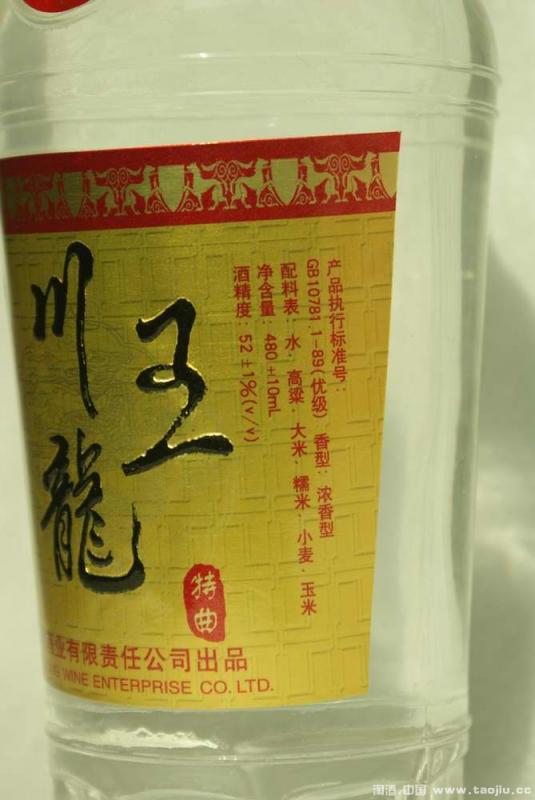 川
王
龍
特曲
产品执行标准号:
GB10781.1-89(优级) 香型: 浓香型
配料表: 水·高粱·大米·糯米·小麦·玉米
净含量: 480±10mL
酒精度: 52±1%(v/v)
酒业有限责任公司出品
WINE ENTERPRISE CO. LTD.
淘酒.中国 www.taojiu.cc